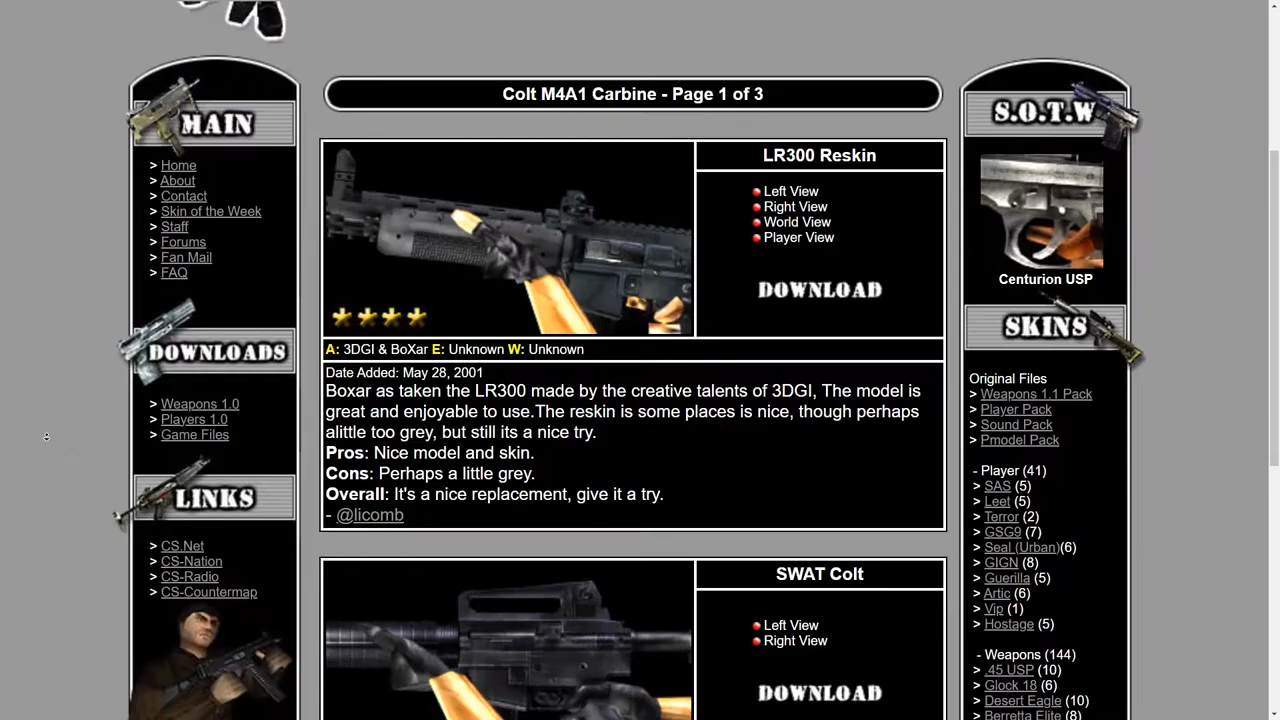 MAIN
> Home
> About
> Contact
> Skin of the Week
> Staff
> Forums
> Fan Mail
> FAQ
DOWNLOADS
> Weapons 1.0
> Players 1.0
> Game Files
LINKS
> CS.Net
> CS-Nation
> CS-Radio
> CS-Countermap
Colt M4A1 Carbine - Page 1 of 3
LR300 Reskin
Left View
Right View
World View
Player View
DOWNLOAD
A: 3DGI & BoXar E: Unknown W: Unknown
Date Added: May 28, 2001
Boxar as taken the LR300 made by the creative talents of 3DGI, The model is
great and enjoyable to use.The reskin is some places is nice, though perhaps
alittle too grey, but still its a nice try.
Pros: Nice model and skin.
Cons: Perhaps a little grey.
Overall: It's a nice replacement, give it a try.
- @licomb
SWAT Colt
Left View
Right View
DOWNLOAD
S.O.T.W
Centurion USP
SKINS
Original Files
> Weapons 1.1 Pack
> Player Pack
> Sound Pack
> Pmodel Pack
- Player (41)
> SAS (5)
> Leet (5)
> Terror (2)
> GSG9 (7)
> Seal (Urban)(6)
> GIGN (8)
> Guerilla (5)
> Artic (6)
> Vip (1)
> Hostage (5)
- Weapons (144)
> .45 USP (10)
> Glock 18 (6)
> Desert Eagle (10)
> Berretta Elite (8)